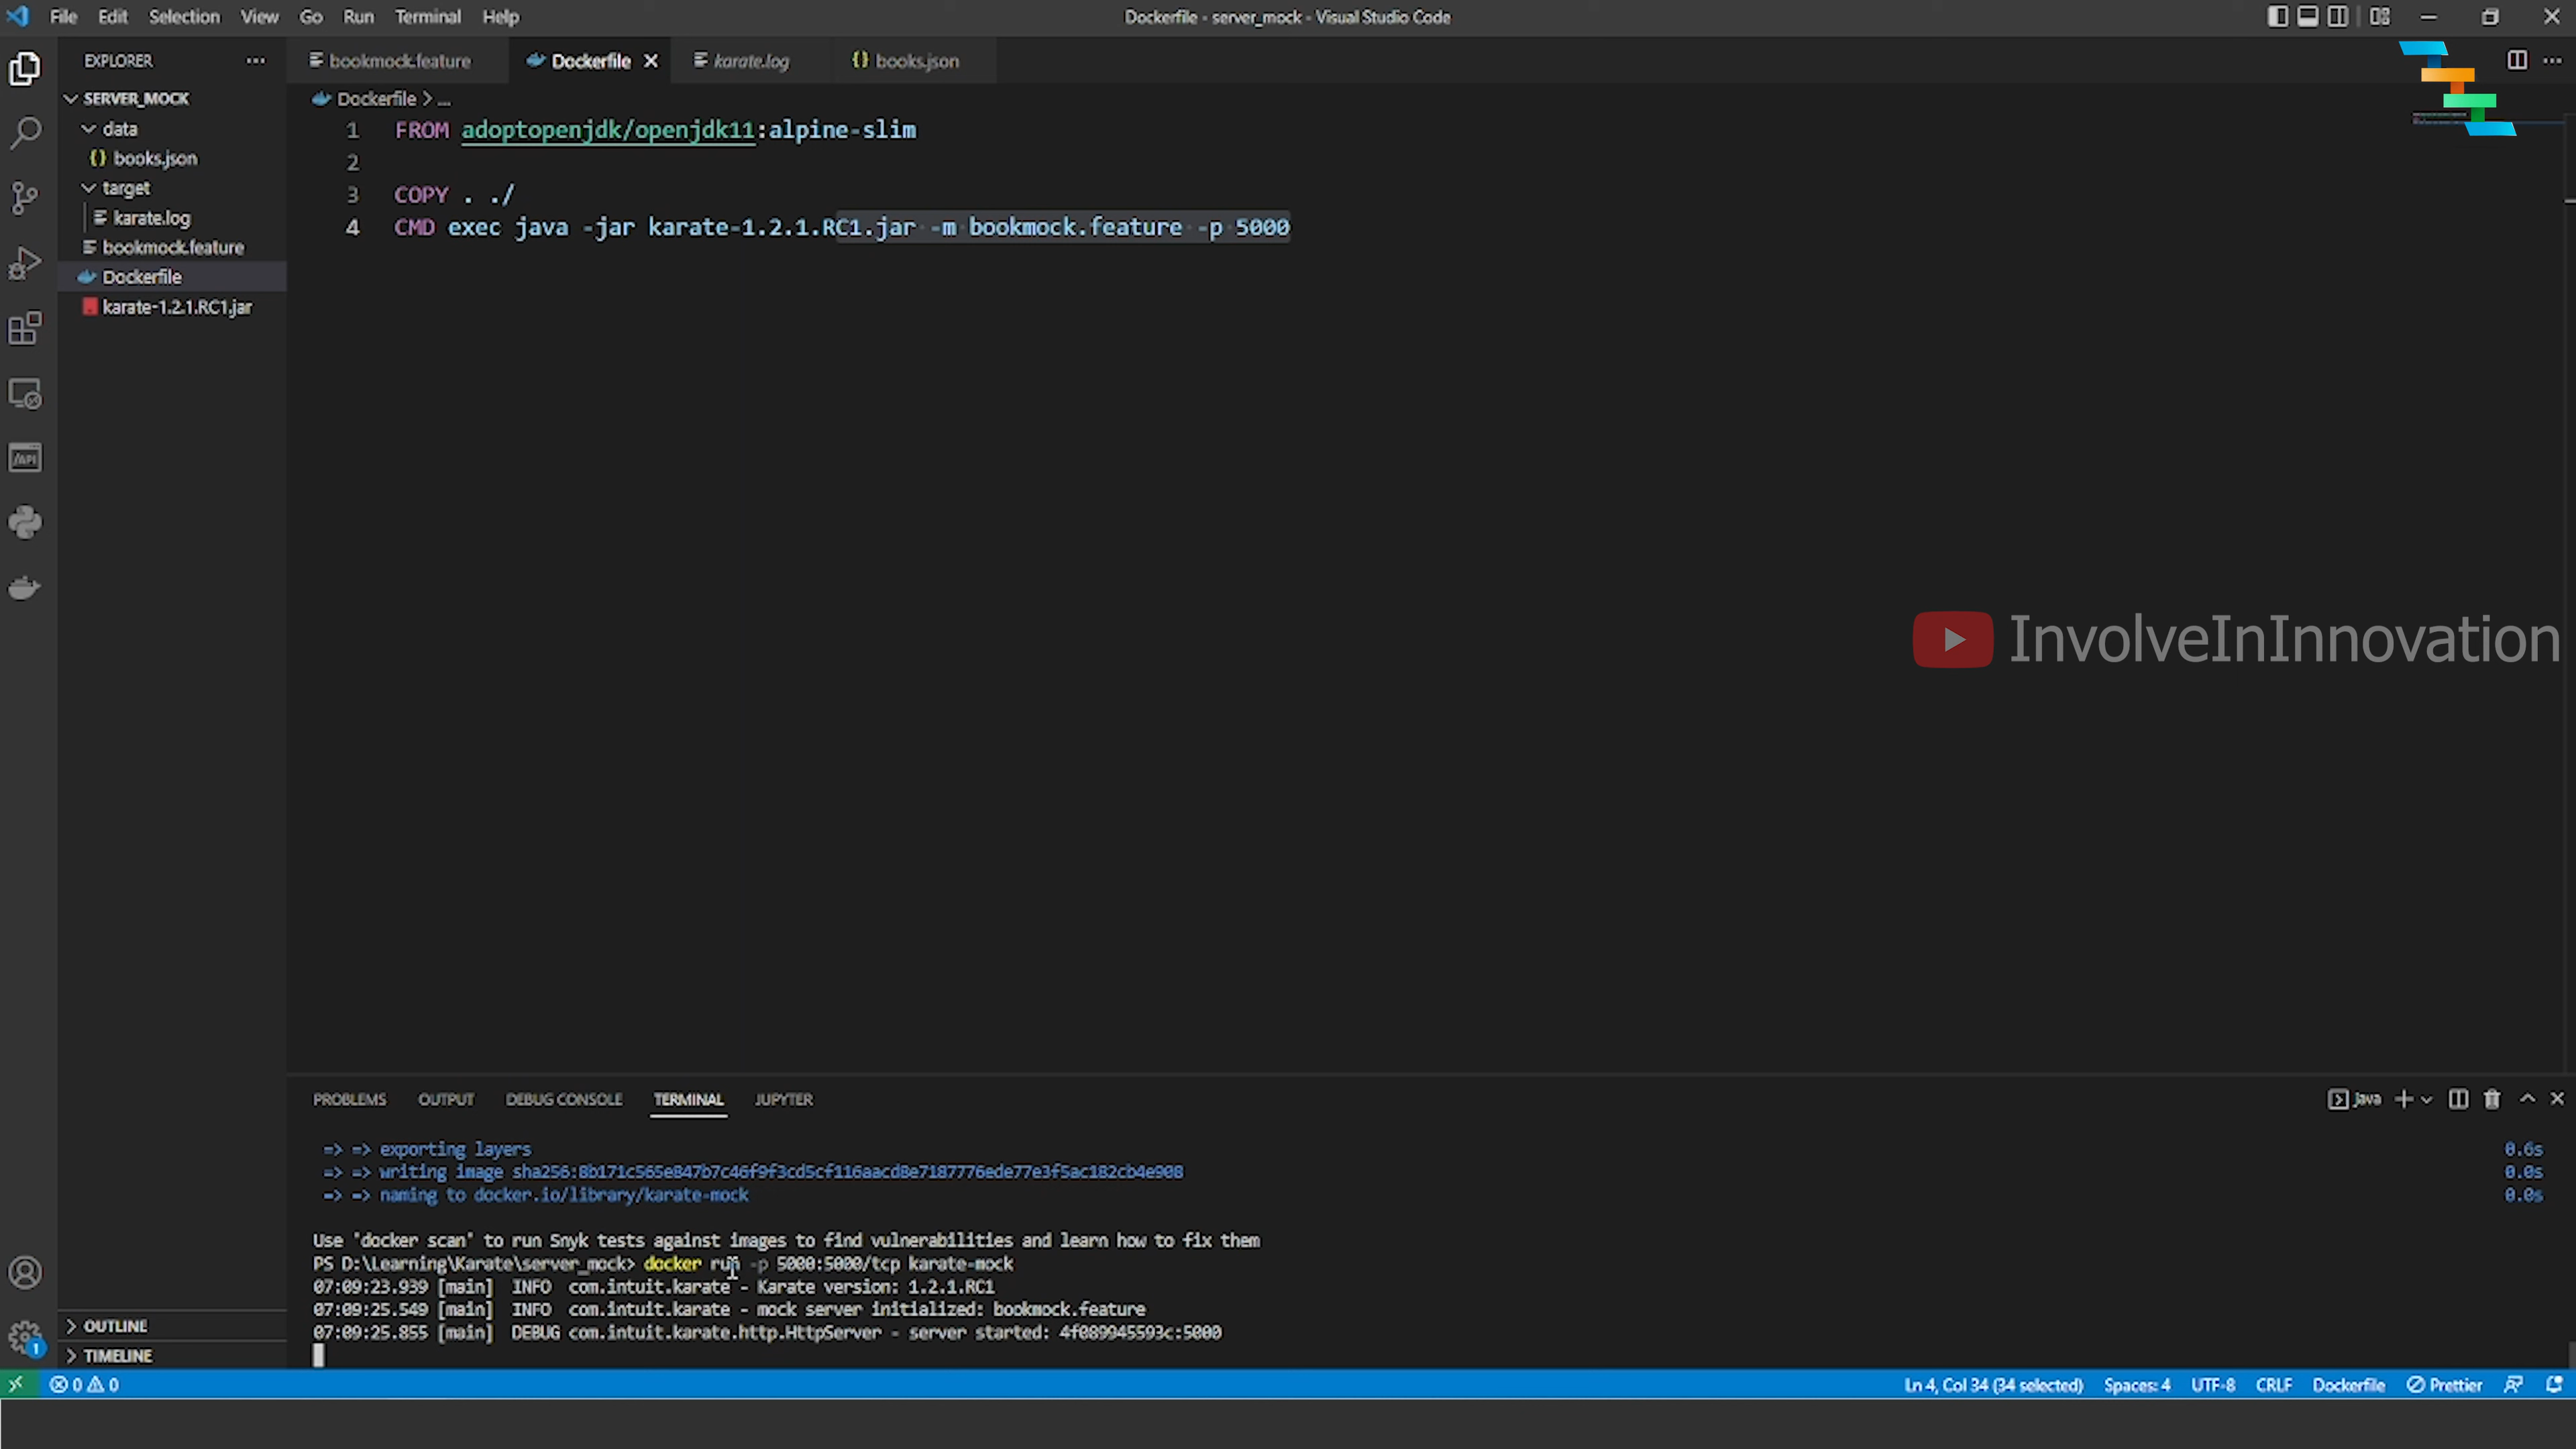 File Edit Selection View Go Run Terminal Help
Dockerfile - server_mock - Visual Studio Code
EXPLORER
bookmock.feature
Dockerfile
karate.log
{} books.json
SERVER_MOCK
data
{} books.json
target
karate.log
bookmock.feature
Dockerfile
karate-1.2.1.RC1.jar
OUTLINE
TIMELINE
Dockerfile > ...
1 FROM adoptopenjdk/openjdk11:alpine-slim
2
3 COPY . ./
4 CMD exec java -jar karate-1.2.1.RC1.jar -m bookmock.feature -p 5000
InvolveInInnovation
PROBLEMS OUTPUT DEBUG CONSOLE TERMINAL JUPYTER
java
=> => exporting layers 0.6s
=> => writing image sha256:8b171c565e847b7c46f9f3cd5cf116aacd8e7187776ede77e3f5ac182cb4e908 0.0s
=> => naming to docker.io/library/karate-mock 0.0s
Use 'docker scan' to run Snyk tests against images to find vulnerabilities and learn how to fix them
PS D:\Learning\Karate\server_mock> docker run -p 5000:5000/tcp karate-mock
07:09:23.939 [main] INFO com.intuit.karate - Karate version: 1.2.1.RC1
07:09:25.549 [main] INFO com.intuit.karate - mock server initialized: bookmock.feature
07:09:25.855 [main] DEBUG com.intuit.karate.http.HttpServer - server started: 4f089945593c:5000
1
0 0
Ln 4, Col 34 (34 selected) Spaces: 4 UTF-8 CRLF Dockerfile Prettier